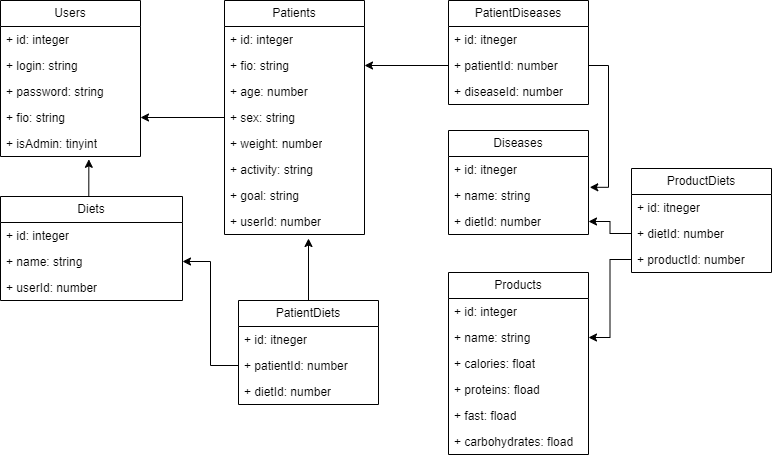 Users
+ id: integer
+ login: string
+ password: string
+ fio: string
+ isAdmin: tinyint
Patients
+ id: integer
+ fio: string
+ age: number
+ sex: string
+ weight: number
+ activity: string
+ goal: string
+ userId: number
PatientDiseases
+ id: itneger
+ patientId: number
+ diseaseId: number
Diseases
+ id: itneger
+ name: string
+ dietId: number
ProductDiets
+ id: itneger
+ dietId: number
+ productId: number
Diets
+ id: integer
+ name: string
+ userId: number
PatientDiets
+ id: itneger
+ patientId: number
+ dietId: number
Products
+ id: integer
+ name: string
+ calories: float
+ proteins: fload
+ fast: fload
+ carbohydrates: fload